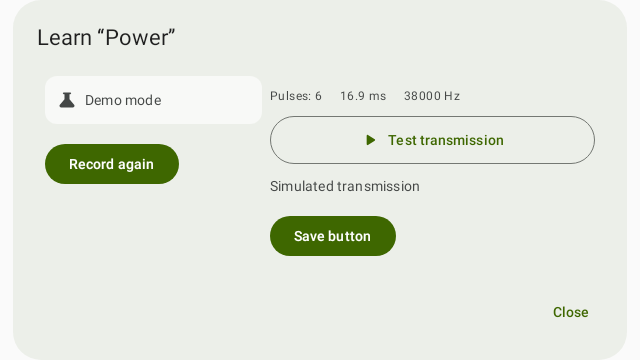 Learn “Power”
Demo mode
Record again
Pulses: 6 16.9 ms 38000 Hz
Test transmission
Simulated transmission
Save button
Close